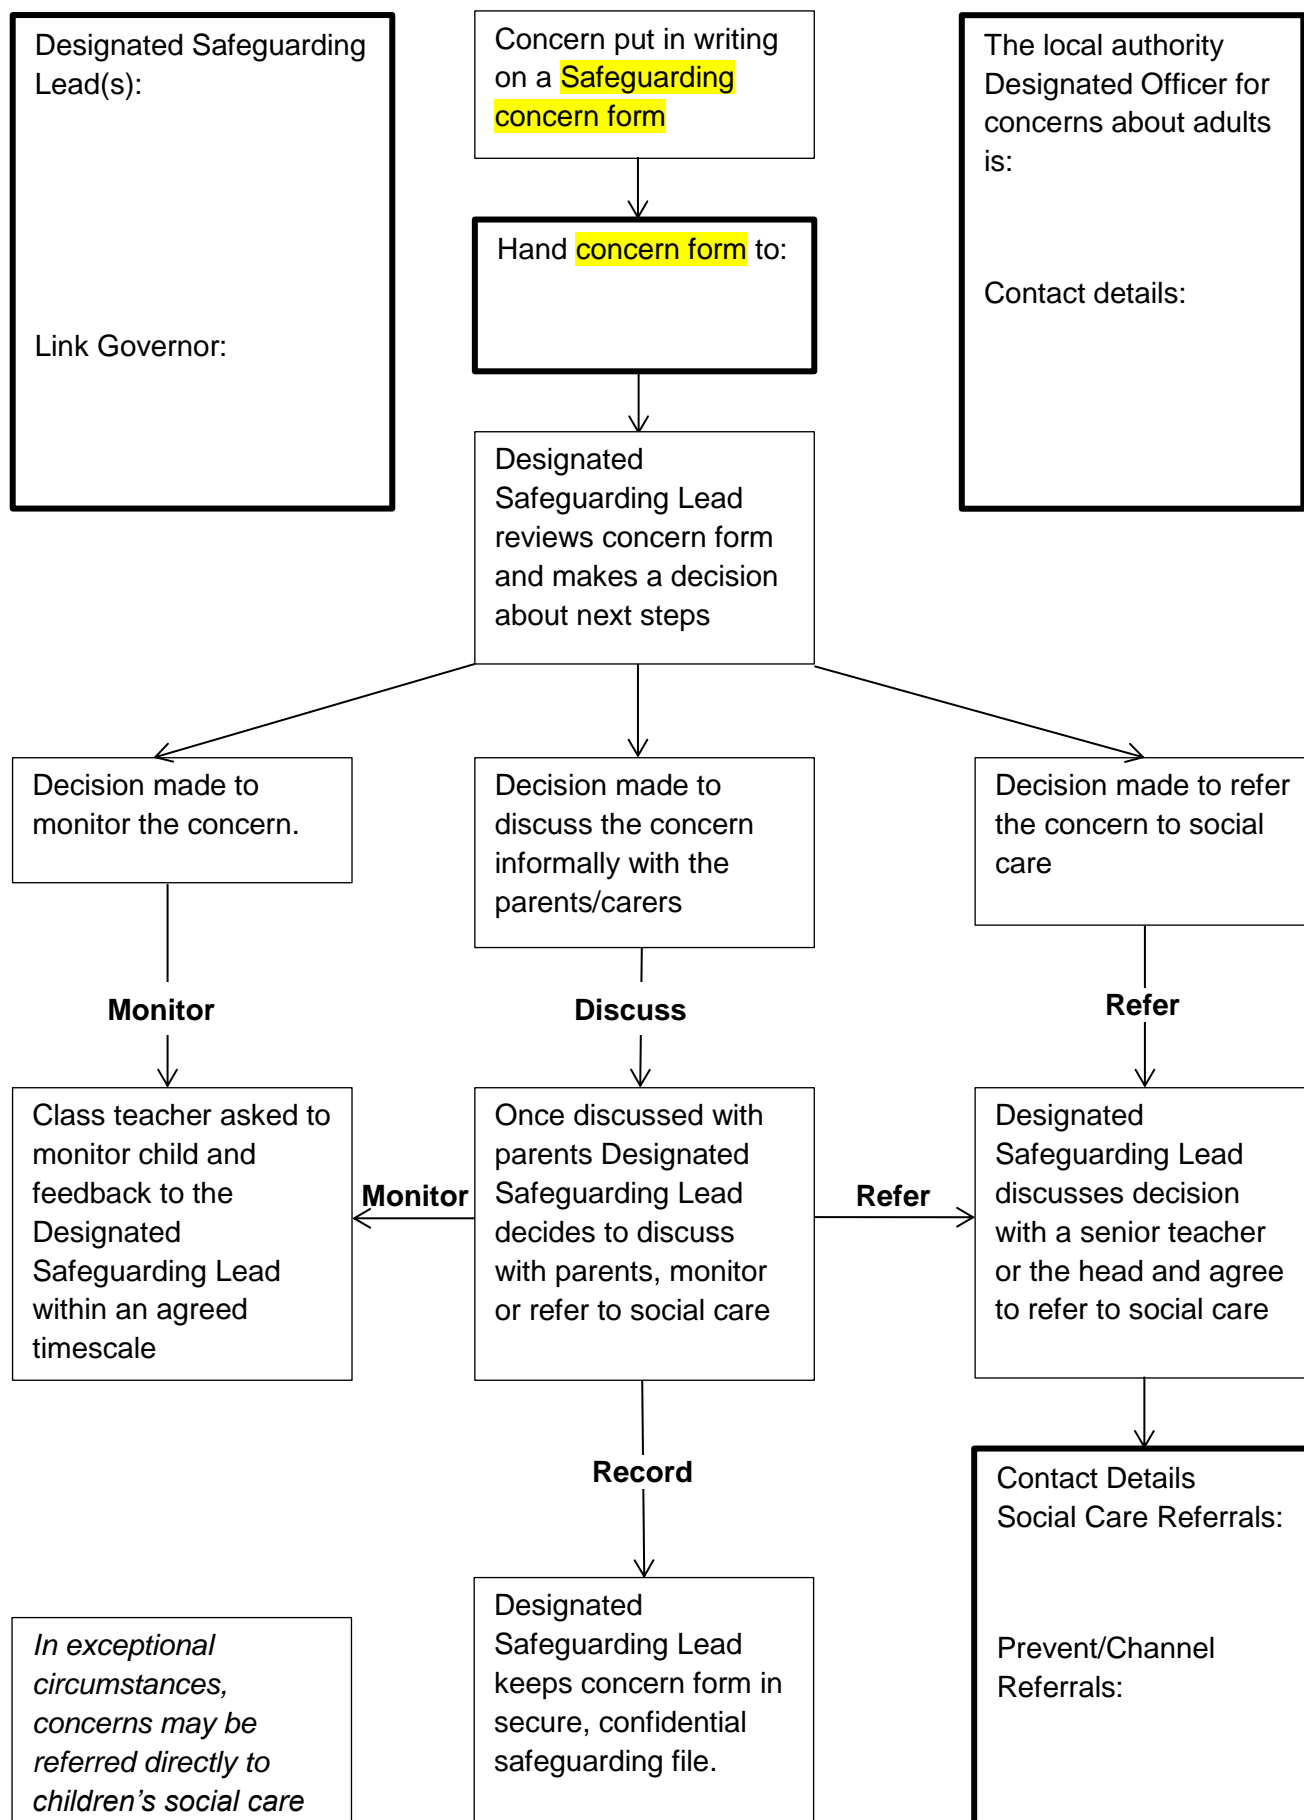 Designated Safeguarding
Lead(s):
Link Governor:
Concern put in writing
on a Safeguarding
concern form
The local authority
Designated Officer for
concerns about adults
is:
Contact details:
Hand concern form to:
Designated
Safeguarding Lead
reviews concern form
and makes a decision
about next steps
Decision made to
monitor the concern.
Decision made to
discuss the concern
informally with the
parents/carers
Decision made to refer
the concern to social
care
Monitor
Discuss
Refer
Class teacher asked to
monitor child and
feedback to the
Designated
Safeguarding Lead
within an agreed
timescale
Monitor
Once discussed with
parents Designated
Safeguarding Lead
decides to discuss
with parents, monitor
or refer to social care
Refer
Designated
Safeguarding Lead
discusses decision
with a senior teacher
or the head and agree
to refer to social care
Record
Contact Details
Social Care Referrals:
Prevent/Channel
Referrals:
In exceptional
circumstances,
concerns may be
referred directly to
children’s social care
Designated
Safeguarding Lead
keeps concern form in
secure, confidential
safeguarding file.